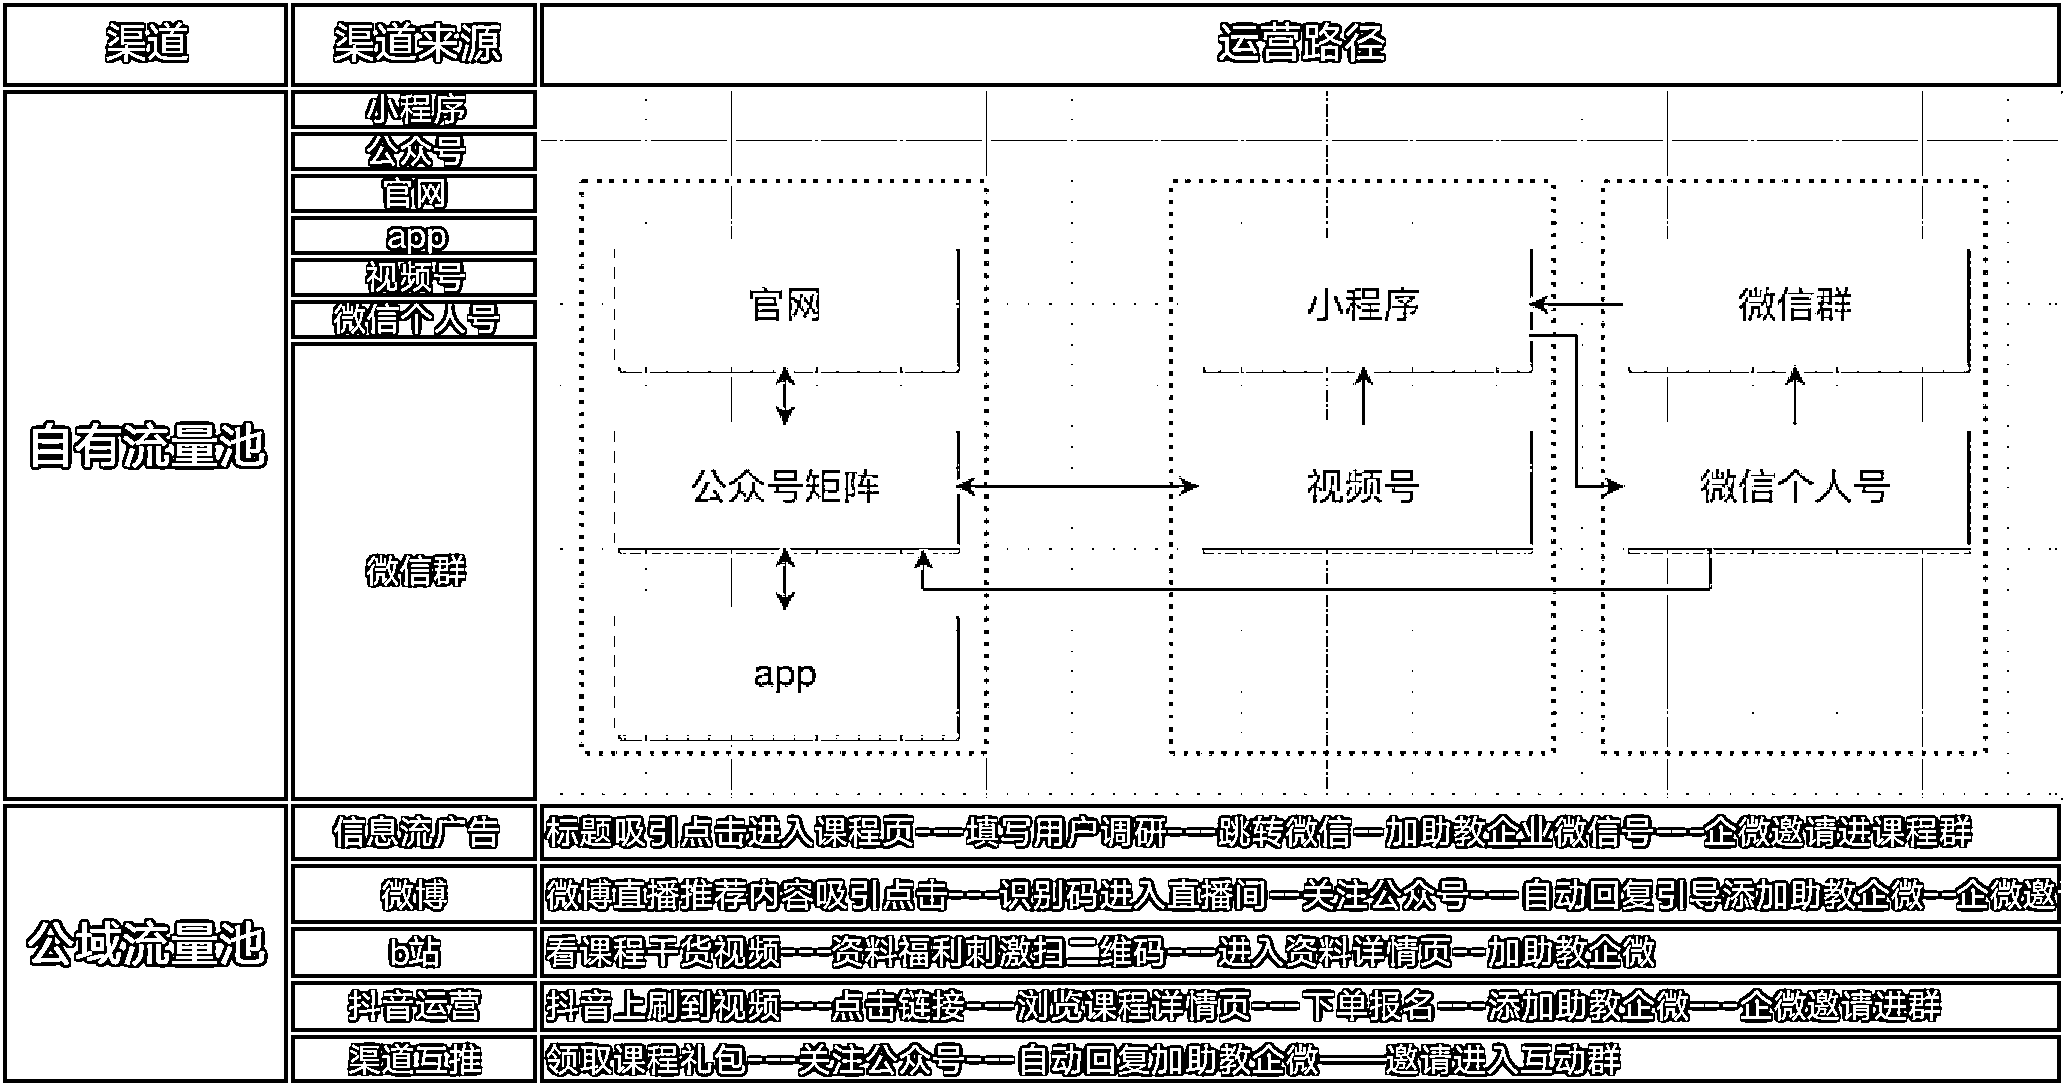 渠道 渠道来源 运营路径
自有流量池
小程序
公众号
官网
app
视频号
微信个人号
微信群
官网 小程序 微信群
公众号矩阵 视频号 微信个人号
app
公域流量池
信息流广告 标题吸引点击进入课程页---填写用户调研---跳转微信--加助教企业微信号---企微邀请进课程群
微博 微博直播推荐内容吸引点击---识别码进入直播间--关注公众号---自动回复引导添加助教企微--企微邀
b站 看课程干货视频---资料福利刺激扫二维码---进入资料详情页--加助教企微
抖音运营 抖音上刷到视频---点击链接---浏览课程详情页---下单报名---添加助教企微---企微邀请进群
渠道互推 领取课程礼包---关注公众号---自动回复加助教企微——邀请进入互动群